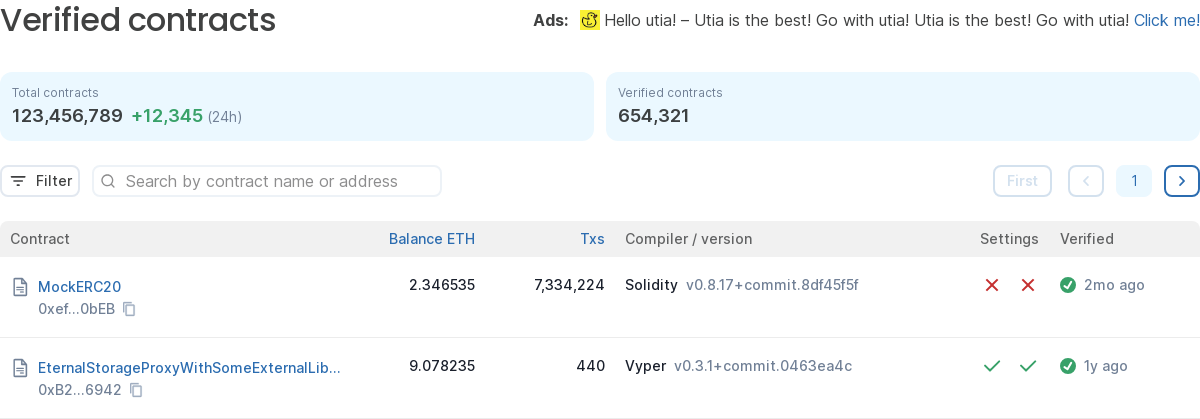 Verified contracts
Ads: Hello utia! – Utia is the best! Go with utia! Utia is the best! Go with utia! Click me!
Total contracts
123,456,789 +12,345 (24h)
Verified contracts
654,321
Filter
Search by contract name or address
First
1
Contract Balance ETH Txs Compiler / version Settings Verified
MockERC20 2.346535 7,334,224 Solidity v0.8.17+commit.8df45f5f 2mo ago
0xef...0bEB
EternalStorageProxyWithSomeExternalLib... 9.078235 440 Vyper v0.3.1+commit.0463ea4c 1y ago
0xB2...6942